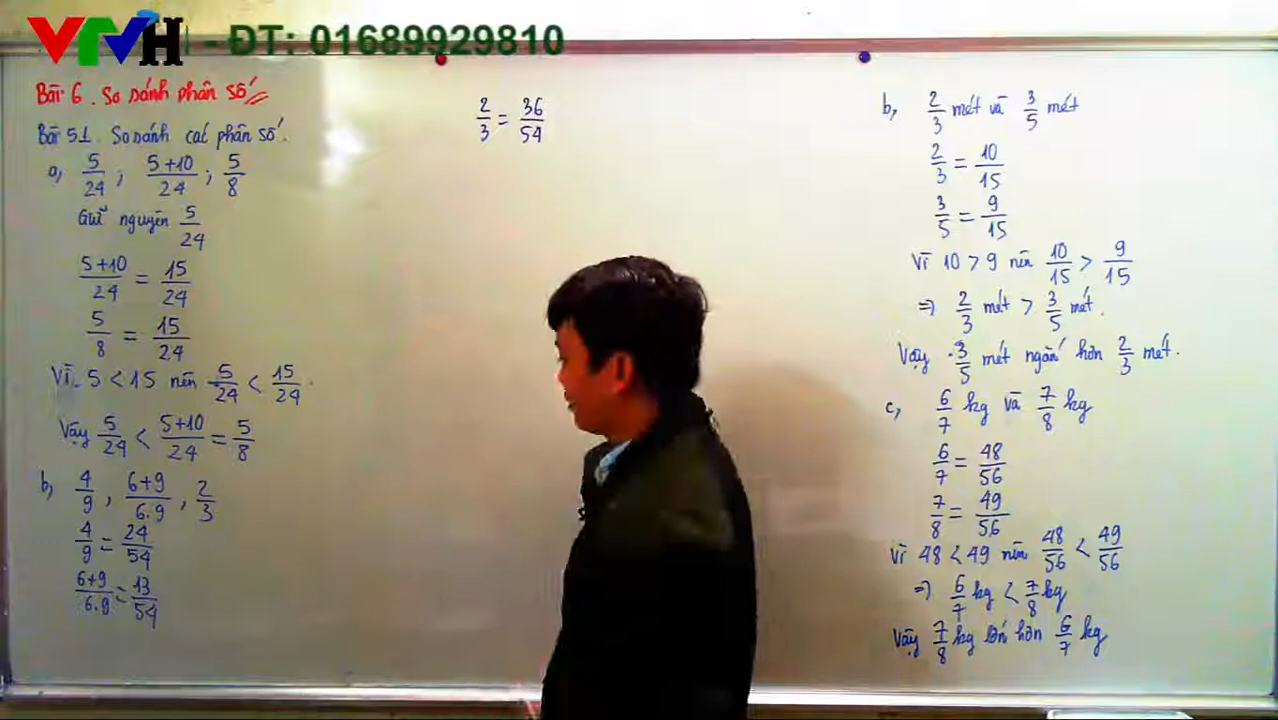 VTVH - ĐT: 01689929810
Bài 6. So sánh phân số
Bài 51. So sánh các phân số.
a, 5/24 ; (5+10)/24 ; 5/8
Giữ nguyên 5/24
(5+10)/24 = 15/24
5/8 = 15/24
Vì 5 < 15 nên 5/24 < 15/24.
Vậy 5/24 < (5+10)/24 = 5/8
b, 4/9 , (6+9)/6.9 , 2/3
4/9 = 24/54
(6+9)/6.9 = 13/54
2/3 = 36/54
b, 2/3 mét và 3/5 mét
2/3 = 10/15
3/5 = 9/15
Vì 10 > 9 nên 10/15 > 9/15
=> 2/3 mét > 3/5 mét.
Vậy 3/5 mét ngắn hơn 2/3 mét.
c, 6/7 kg và 7/8 kg
6/7 = 48/56
7/8 = 49/56
Vì 48 < 49 nên 48/56 < 49/56
=> 6/7 kg < 7/8 kg
Vậy 7/8 kg lớn hơn 6/7 kg